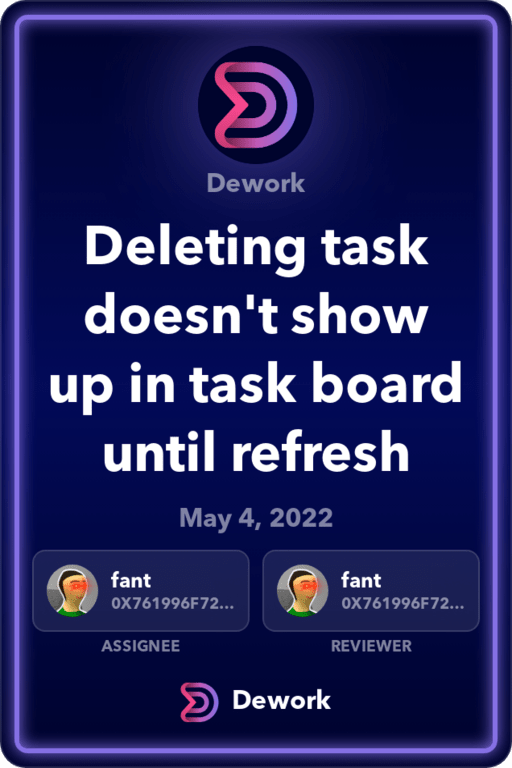 Dework
Deleting task
doesn't show
up in task board
until refresh
May 4, 2022
fant
0X761996F72...
ASSIGNEE
fant
0X761996F72...
REVIEWER
Dework